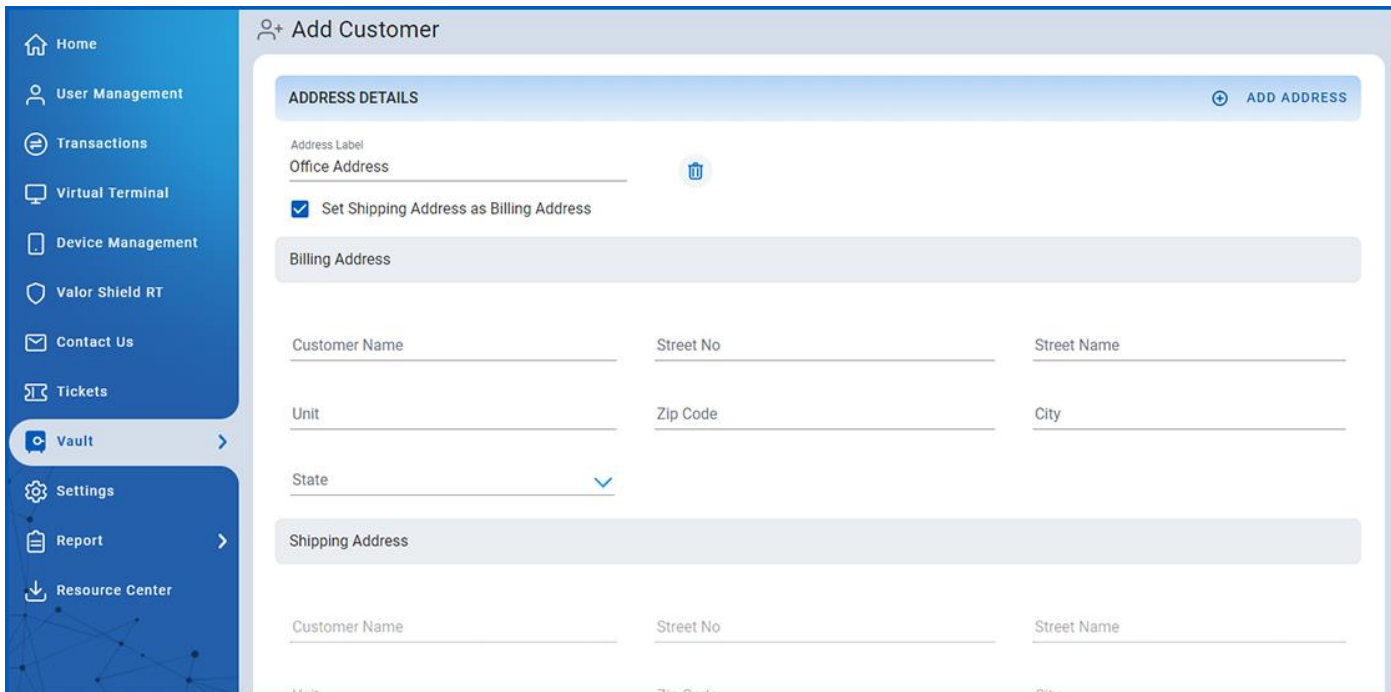 Home
User Management
Transactions
Virtual Terminal
Device Management
Valor Shield RT
Contact Us
Tickets
Vault
Settings
Report
Resource Center
Add Customer
ADDRESS DETAILS
ADD ADDRESS
Address Label
Office Address
Set Shipping Address as Billing Address
Billing Address
Customer Name Street No Street Name
Unit Zip Code City
State
Shipping Address
Customer Name Street No Street Name